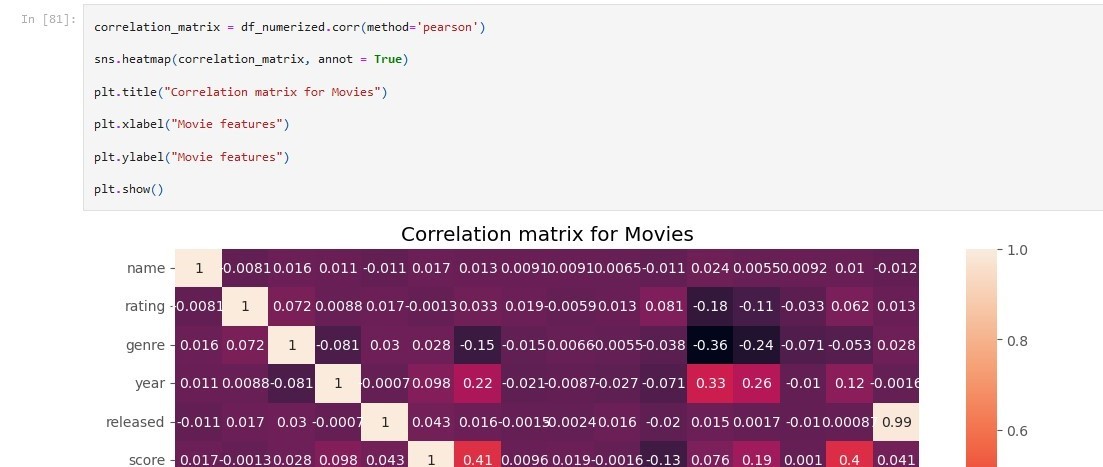 In [81]:
correlation_matrix = df_numerized.corr(method='pearson')
sns.heatmap(correlation_matrix, annot = True)
plt.title("Correlation matrix for Movies")
plt.xlabel("Movie features")
plt.ylabel("Movie features")
plt.show()
Correlation matrix for Movies
name 1 -0.0081 0.016 0.011 -0.011 0.017 0.013 0.0091 0.0091 0.0065 -0.011 0.024 0.0055 0.0092 0.01 -0.012
rating -0.0081 1 0.072 0.0088 0.017 -0.0013 0.033 0.019 -0.0059 0.013 0.081 -0.18 -0.11 -0.033 0.062 0.013
genre 0.016 0.072 1 -0.081 0.03 0.028 -0.15 -0.015 0.0066 0.0055 -0.038 -0.36 -0.24 -0.071 -0.053 0.028
year 0.011 0.0088 -0.081 1 -0.0007 0.098 0.22 -0.021 -0.0087 -0.027 -0.071 0.33 0.26 -0.01 0.12 -0.0016
released -0.011 0.017 0.03 -0.0007 1 0.043 0.016 -0.0015 0.0024 0.016 -0.02 0.015 0.0017 -0.01 0.99
score 0.017 -0.0013 0.028 0.098 0.043 1 0.41 0.0096 0.019 -0.0016 -0.13 0.076 0.19 0.001 0.4 0.041
1.0
0.8
0.6